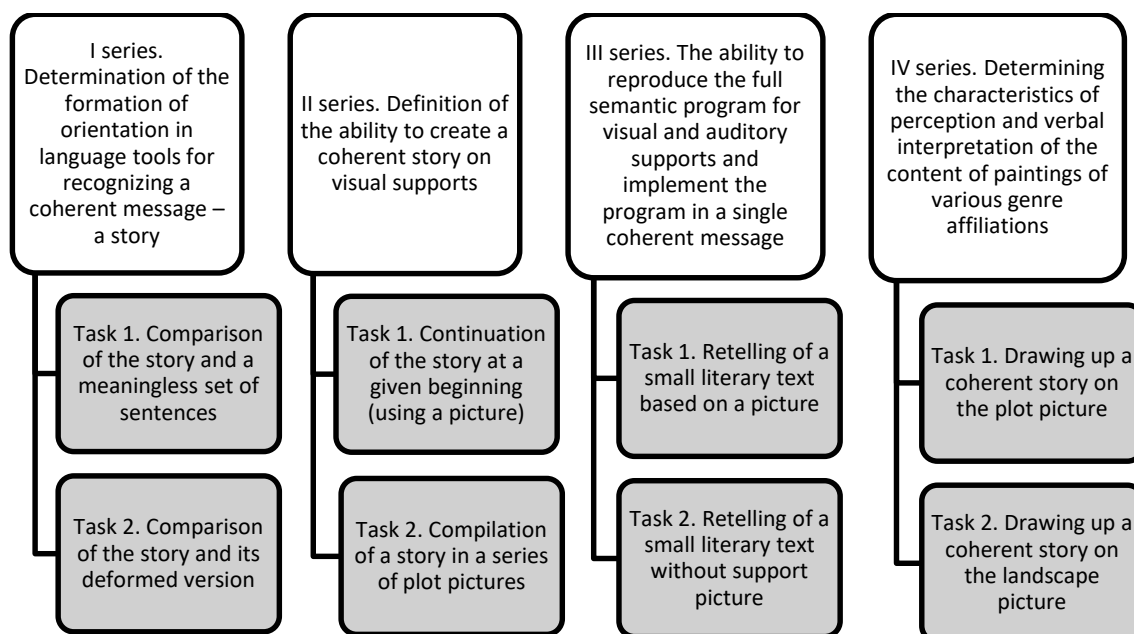 I series.
Determination of the
formation of
orientation in
language tools for
recognizing a
coherent message –
a story
Task 1. Comparison
of the story and a
meaningless set of
sentences
Task 2. Comparison
of the story and its
deformed version
II series. Definition of
the ability to create a
coherent story on
visual supports
Task 1. Continuation
of the story at a
given beginning
(using a picture)
Task 2. Compilation
of a story in a series
of plot pictures
III series. The ability to
reproduce the full
semantic program for
visual and auditory
supports and
implement the
program in a single
coherent message
Task 1. Retelling of a
small literary text
based on a picture
Task 2. Retelling of a
small literary text
without support
picture
IV series. Determining
the characteristics of
perception and verbal
interpretation of the
content of paintings of
various genre
affiliations
Task 1. Drawing up a
coherent story on
the plot picture
Task 2. Drawing up a
coherent story on
the landscape
picture